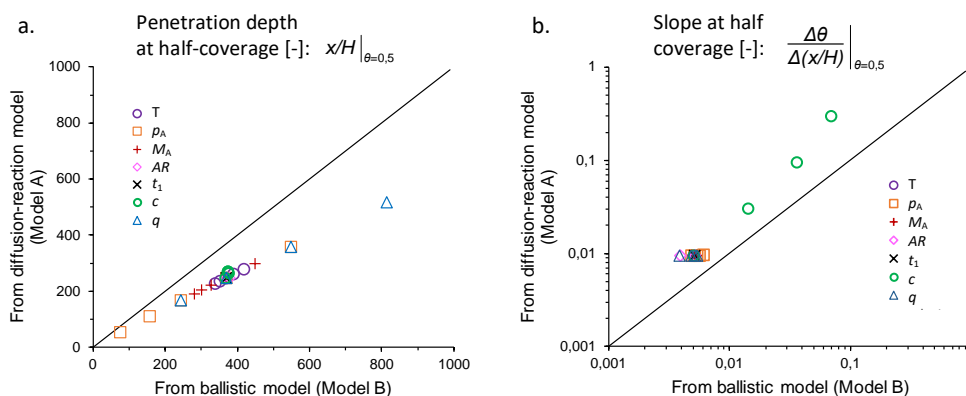 a.
Penetration depth
at half-coverage [-]: x/H|θ=0,5
From diffusion-reaction model
(Model A)
1000
800
600
400
200
0
T
pA
MA
AR
t1
c
q
0 200 400 600 800 1000
From ballistic model (Model B)
b.
Slope at half
coverage [-]: Δθ/Δ(x/H)|θ=0,5
From diffusion-reaction model
(Model A)
1
0,1
0,01
0,001
T
pA
MA
AR
t1
c
q
0,001 0,01 0,1 1
From ballistic model (Model B)